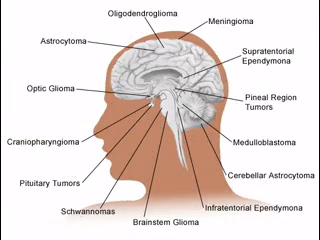 Oligodendroglioma
Meningioma
Astrocytoma
Supratentorial
Ependymona
Optic Glioma
Pineal Region
Tumors
Craniopharyngioma
Medulloblastoma
Pituitary Tumors
Cerebellar Astrocytoma
Schwannomas
Infratentorial Ependymona
Brainstem Glioma